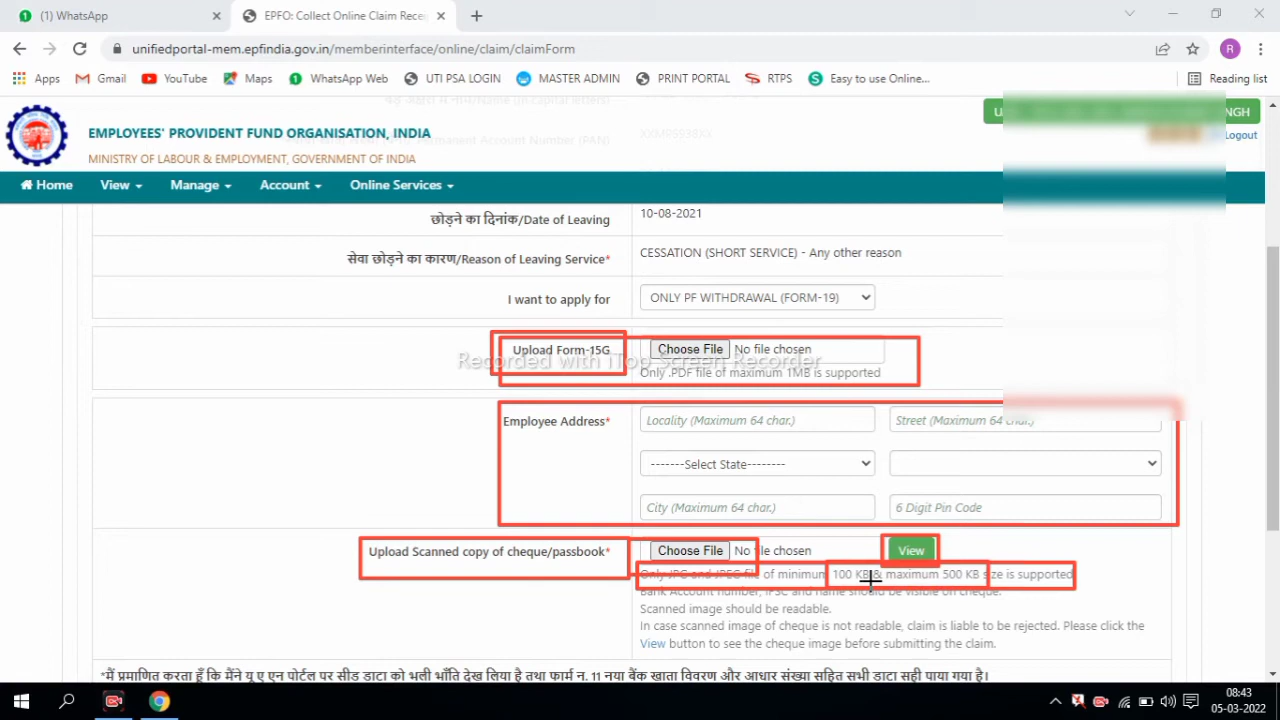 (1) WhatsApp
EPFO: Collect Online Claim Rece
unifiedportal-mem.epfindia.gov.in/memberinterface/online/claim/claimForm
R
Apps Gmail YouTube Maps WhatsApp Web UTI PSA LOGIN MASTER ADMIN PRINT PORTAL RTPS Easy to use Online... Reading list
EMPLOYEES' PROVIDENT FUND ORGANISATION, INDIA
MINISTRY OF LABOUR & EMPLOYMENT, GOVERNMENT OF INDIA
Name (in capital letters)
Permanent Account Number (PAN)
U NGH
Logout
Home View Manage Account Online Services
छोड़ने का दिनांक/Date of Leaving 10-08-2021
सेवा छोड़ने का कारण/Reason of Leaving Service* CESSATION (SHORT SERVICE) - Any other reason
I want to apply for ONLY PF WITHDRAWAL (FORM-19)
Upload Form-15G Choose File No file chosen
Recorded with iTop Screen Recorder
Only .PDF file of maximum 1MB is supported
Employee Address* Locality (Maximum 64 char.) Street (Maximum 64 char.)
-------Select State--------
City (Maximum 64 char.) 6 Digit Pin Code
Upload Scanned copy of cheque/passbook* Choose File No file chosen View
Only JPG and JPEG file of minimum 100 KB & maximum 500 KB size is supported
Bank Account number, IFSC and name should be visible on cheque.
Scanned image should be readable.
In case scanned image of cheque is not readable, claim is liable to be rejected. Please click the
View button to see the cheque image before submitting the claim.
*मैं प्रमाणित करता हूँ कि मैंने यू ए एन पोर्टल पर सीड डाटा को भली भाँति देख लिया है तथा फार्म न. 11 नया बैंक खाता विवरण और आधार संख्या सहित सभी डाटा सही पाया गया है।
08:43
05-03-2022